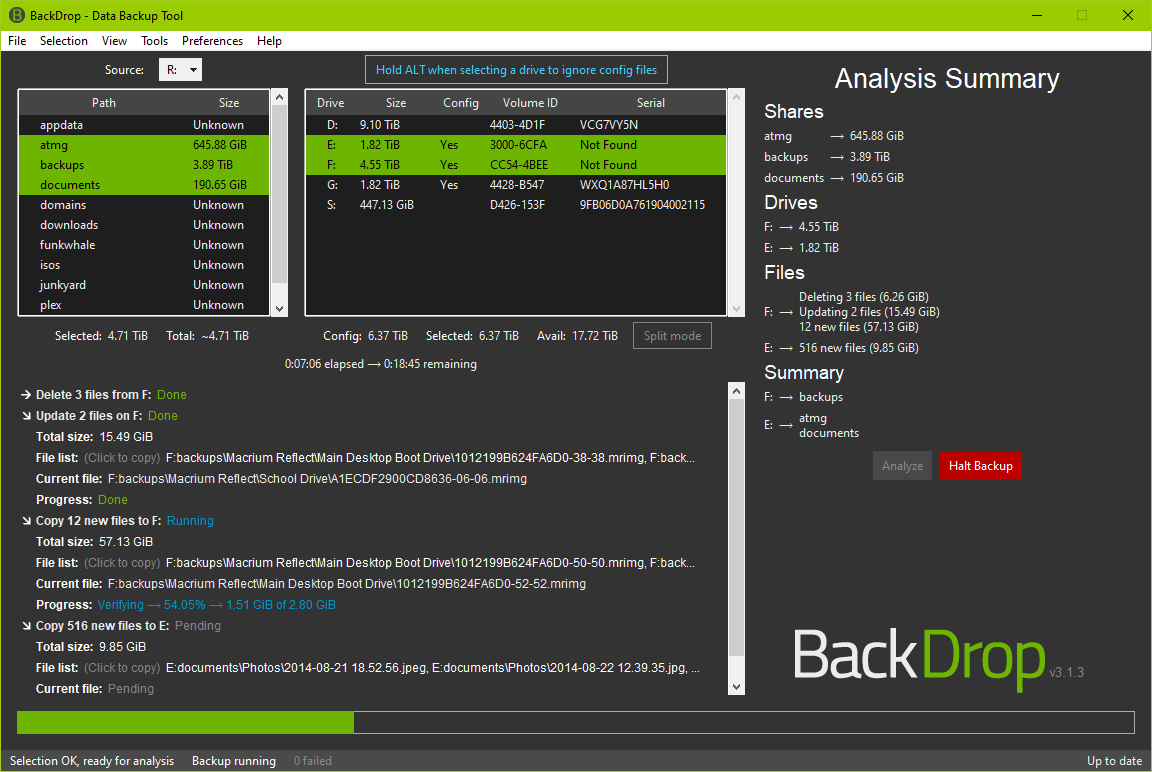 BackDrop - Data Backup Tool
File Selection View Tools Preferences Help
Source: R:
Hold ALT when selecting a drive to ignore config files
Path Size
appdata Unknown
atmg 645.88 GiB
backups 3.89 TiB
documents 190.65 GiB
domains Unknown
downloads Unknown
funkwhale Unknown
isos Unknown
junkyard Unknown
plex Unknown
Selected: 4.71 TiB Total: ~4.71 TiB
Drive Size Config Volume ID Serial
D: 9.10 TiB 4403-4D1F VCG7VY5N
E: 1.82 TiB Yes 3000-6CFA Not Found
F: 4.55 TiB Yes CC54-4BEE Not Found
G: 1.82 TiB Yes 4428-B547 WXQ1A87HL5H0
S: 447.13 GiB D426-153F 9FB06D0A761904002115
Config: 6.37 TiB Selected: 6.37 TiB Avail: 17.72 TiB Split mode
0:07:06 elapsed → 0:18:45 remaining
→ Delete 3 files from F: Done
↘ Update 2 files on F: Done
Total size: 15.49 GiB
File list: (Click to copy) F:backups\Macrium Reflect\Main Desktop Boot Drive\1012199B624FA6D0-38-38.mrimg, F:back...
Current file: F:backups\Macrium Reflect\School Drive\A1ECDF2900CD8636-06-06.mrimg
Progress: Done
↘ Copy 12 new files to F: Running
Total size: 57.13 GiB
File list: (Click to copy) F:backups\Macrium Reflect\Main Desktop Boot Drive\1012199B624FA6D0-50-50.mrimg, F:back...
Current file: F:backups\Macrium Reflect\Main Desktop Boot Drive\1012199B624FA6D0-52-52.mrimg
Progress: Verifying → 54.05% → 1.51 GiB of 2.80 GiB
↘ Copy 516 new files to E: Pending
Total size: 9.85 GiB
File list: (Click to copy) E:documents\Photos\2014-08-21 18.52.56.jpeg, E:documents\Photos\2014-08-22 12.39.35.jpg, ...
Current file: Pending
Analysis Summary
Shares
atmg → 645.88 GiB
backups → 3.89 TiB
documents → 190.65 GiB
Drives
F: → 4.55 TiB
E: → 1.82 TiB
Files
Deleting 3 files (6.26 GiB)
F: → Updating 2 files (15.49 GiB)
12 new files (57.13 GiB)
E: → 516 new files (9.85 GiB)
Summary
F: → backups
E: → atmg
documents
Analyze Halt Backup
BackDrop v3.1.3
Selection OK, ready for analysis Backup running 0 failed Up to date